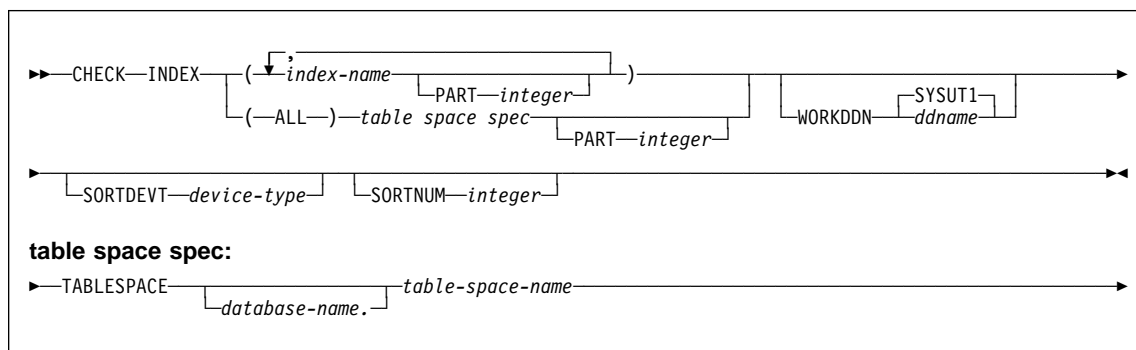 ,
CHECK INDEX ( index-name PART integer )
( ALL ) table space spec PART integer
WORKDDN SYSUT1 ddname
SORTDEVT device-type SORTNUM integer
table space spec:
TABLESPACE database-name. table-space-name